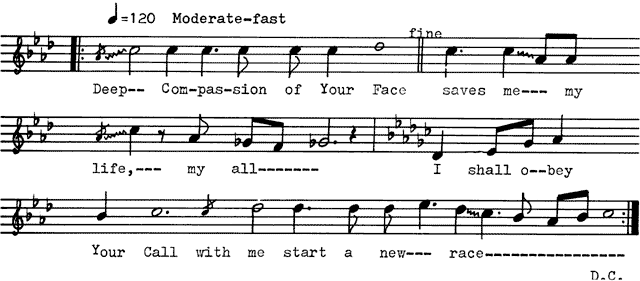 ♩=120 Moderate-fast
fine
Deep-- Com-pas-sion of Your Face saves me--- my
life,--- my all------- I shall o--bey
Your Call with me start a new--- race-----------------
D.C.